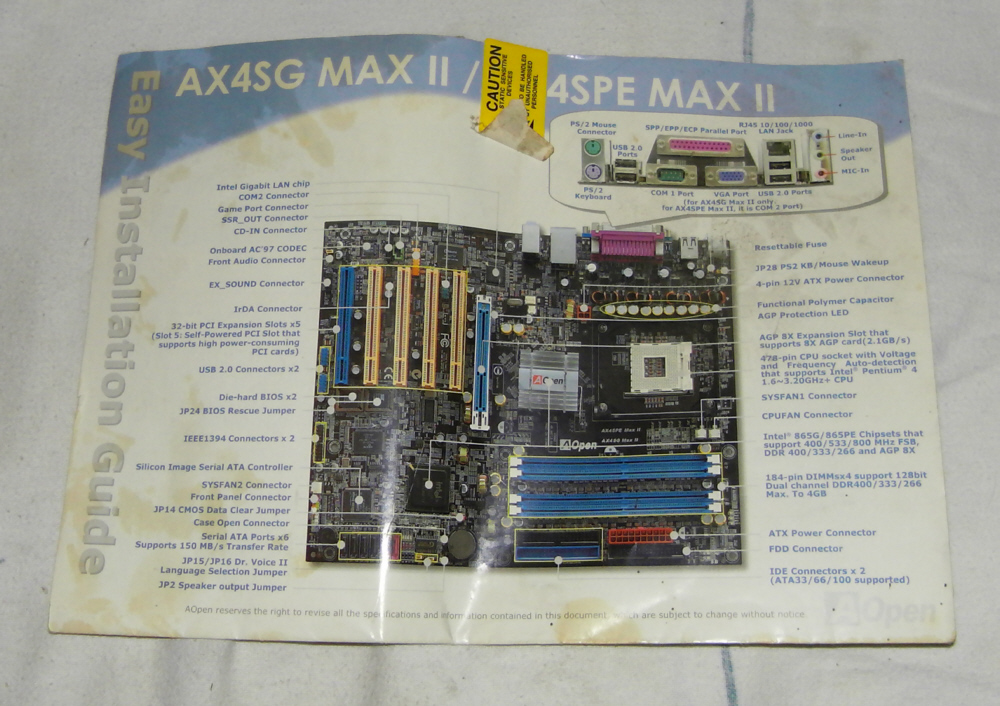 AX4SG MAX II / 4SPE MAX II
CAUTION
STATIC SENSITIVE
DEVICES
D BE HANDLED
UNAUTHORISED
PERSONNEL
Easy Installation Guide
PS/2 Mouse
Connector
SPP/EPP/ECP Parallel Port
RJ45 10/100/1000
LAN Jack
Line-In
USB 2.0
Ports
Speaker
Out
MIC-In
PS/2
Keyboard
COM 1 Port
VGA Port
USB 2.0 Ports
(for AX4SG Max II only,
for AX4SPE Max II, it is COM 2 Port)
Intel Gigabit LAN chip
COM2 Connector
Game Port Connector
SSR_OUT Connector
CD-IN Connector
Onboard AC'97 CODEC
Front Audio Connector
EX_SOUND Connector
IrDA Connector
32-bit PCI Expansion Slots x5
(Slot 5: Self-Powered PCI Slot that
supports high power-consuming
PCI cards)
USB 2.0 Connectors x2
Die-hard BIOS x2
JP24 BIOS Rescue Jumper
IEEE1394 Connectors x 2
Silicon Image Serial ATA Controller
SYSFAN2 Connector
Front Panel Connector
JP14 CMOS Data Clear Jumper
Case Open Connector
Serial ATA Ports x6
Supports 150 MB/s Transfer Rate
JP15/JP16 Dr. Voice II
Language Selection Jumper
JP2 Speaker output Jumper
AOpen
AX4SPE Max II
AX4SG Max II
AOpen
Resettable Fuse
JP28 PS2 KB/Mouse Wakeup
4-pin 12V ATX Power Connector
Functional Polymer Capacitor
AGP Protection LED
AGP 8X Expansion Slot that
supports 8X AGP card(2.1GB/s)
478-pin CPU socket with Voltage
and Frequency Auto-detection
that supports Intel® Pentium® 4
1.6~3.20GHz+ CPU
SYSFAN1 Connector
CPUFAN Connector
Intel® 865G/865PE Chipsets that
support 400/533/800 MHz FSB,
DDR 400/333/266 and AGP 8X
184-pin DIMMsx4 support 128bit
Dual channel DDR400/333/266
Max. To 4GB
ATX Power Connector
FDD Connector
IDE Connectors x 2
(ATA33/66/100 supported)
AOpen reserves the right to revise all the specifications and information contained in this document, which are subject to change without notice.
AOpen